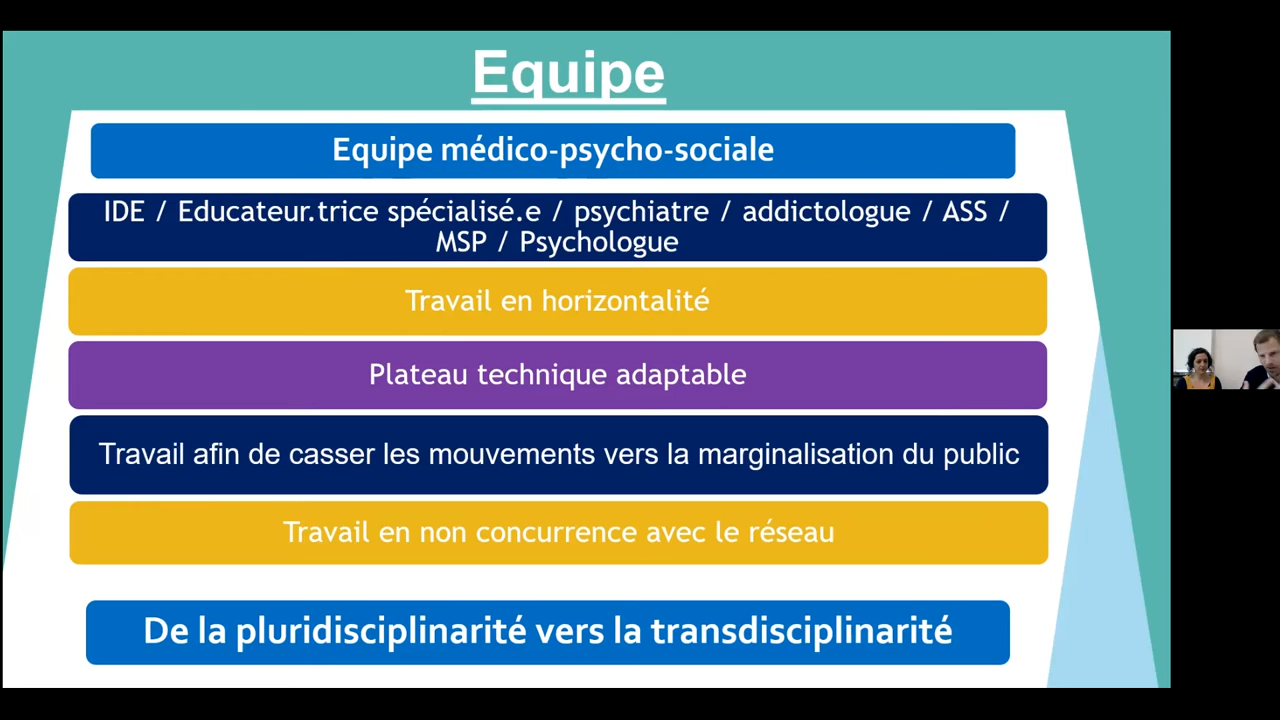 Equipe
Equipe médico-psycho-sociale
IDE / Educateur.trice spécialisé.e / psychiatre / addictologue / ASS /
MSP / Psychologue
Travail en horizontalité
Plateau technique adaptable
Travail afin de casser les mouvements vers la marginalisation du public
Travail en non concurrence avec le réseau
De la pluridisciplinarité vers la transdisciplinarité